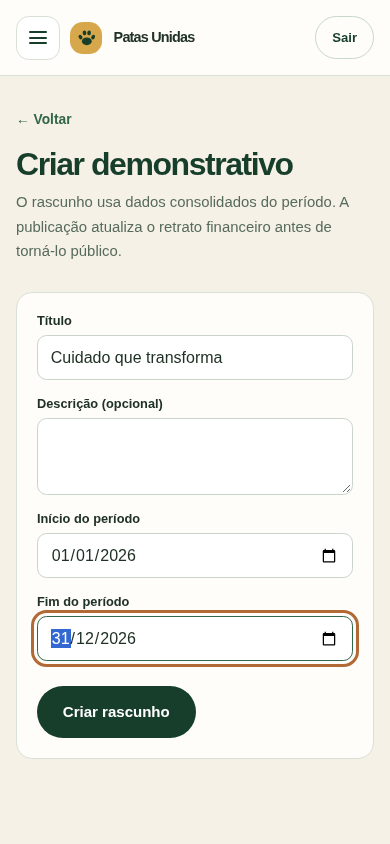 Patas Unidas
Sair
← Voltar
Criar demonstrativo
O rascunho usa dados consolidados do período. A
publicação atualiza o retrato financeiro antes de
torná-lo público.
Título
Cuidado que transforma
Descrição (opcional)
Início do período
01/01/2026
Fim do período
31/12/2026
Criar rascunho